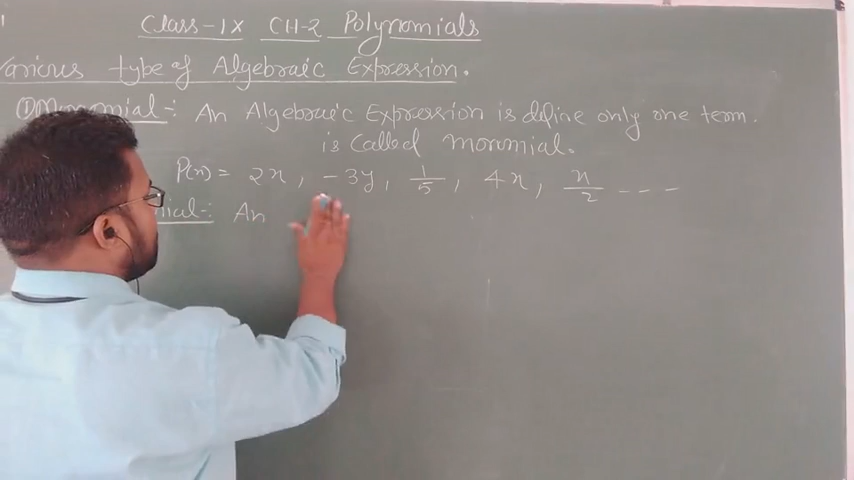 Class-IX CH-2 Polynomials
Various type of Algebraic Expression.
① Monomial-: An Algebraic Expression is define only one term.
is Called monomial.
P(x) = 2x, -3y, 1/5, 4x, x/2 ---
An